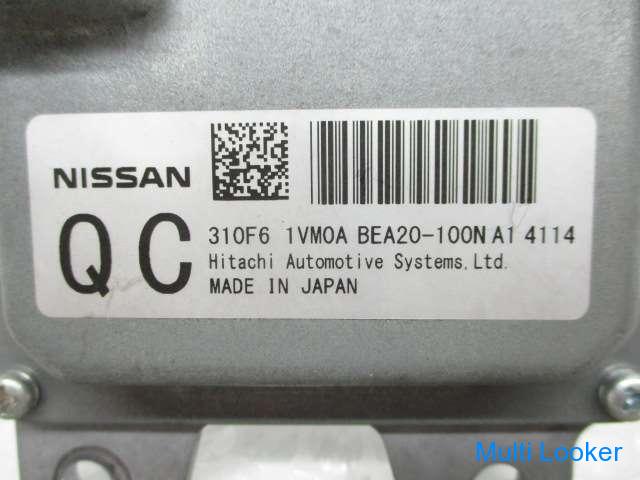 NISSAN
QC
310F6 1VM0A BEA20-100N A1 4114
Hitachi Automotive Systems,Ltd.
MADE IN JAPAN
Multi Looker